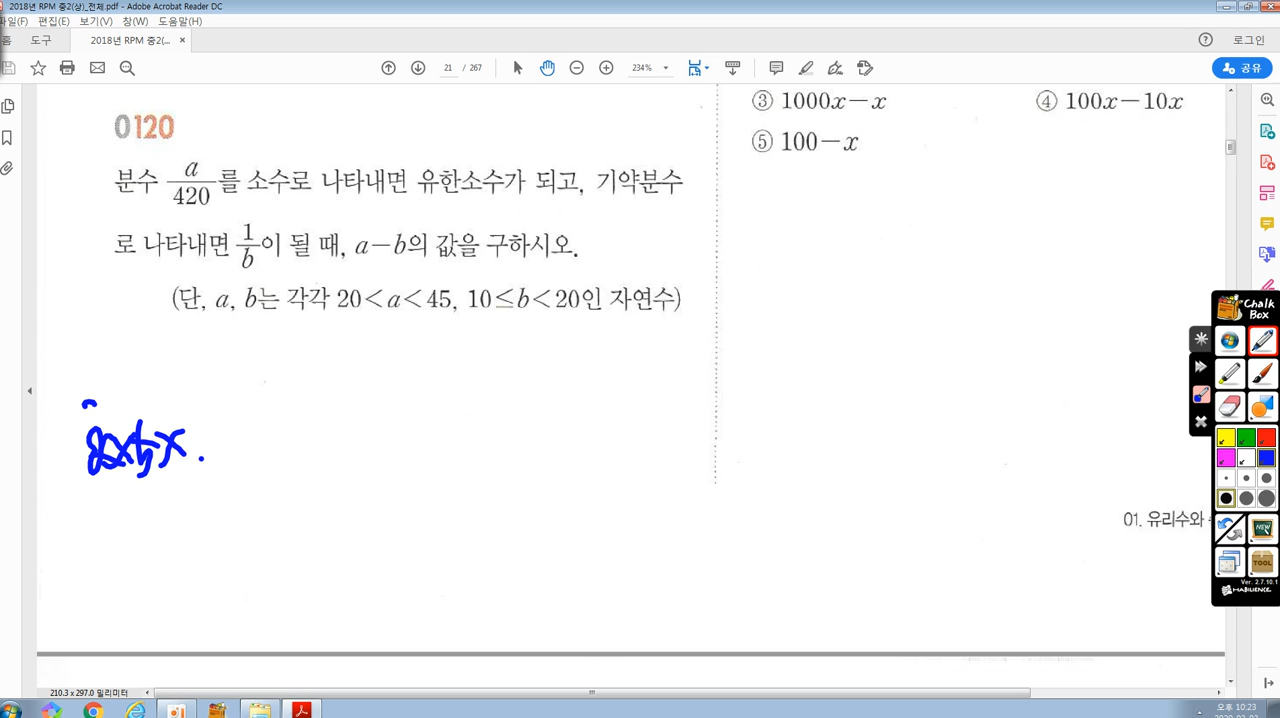 2018년 RPM 중2(상)_전체.pdf - Adobe Acrobat Reader DC
파일(F) 편집(E) 보기(V) 창(W) 도움말(H)
홈 도구 2018년 RPM 중2(... × 로그인
21 / 267 234% 공유
0120
분수 a/420 를 소수로 나타내면 유한소수가 되고, 기약분수
로 나타내면 1/b이 될 때, a-b의 값을 구하시오.
(단, a, b는 각각 20<a<45, 10≤b<20인 자연수)
③ 1000x-x ④ 100x-10x
⑤ 100-x
01. 유리수와
Chalk Box
NEW
TOOL
Ver. 2.7.10.1
HABILIENCE
210.3 x 297.0 밀리미터
오후 10:23